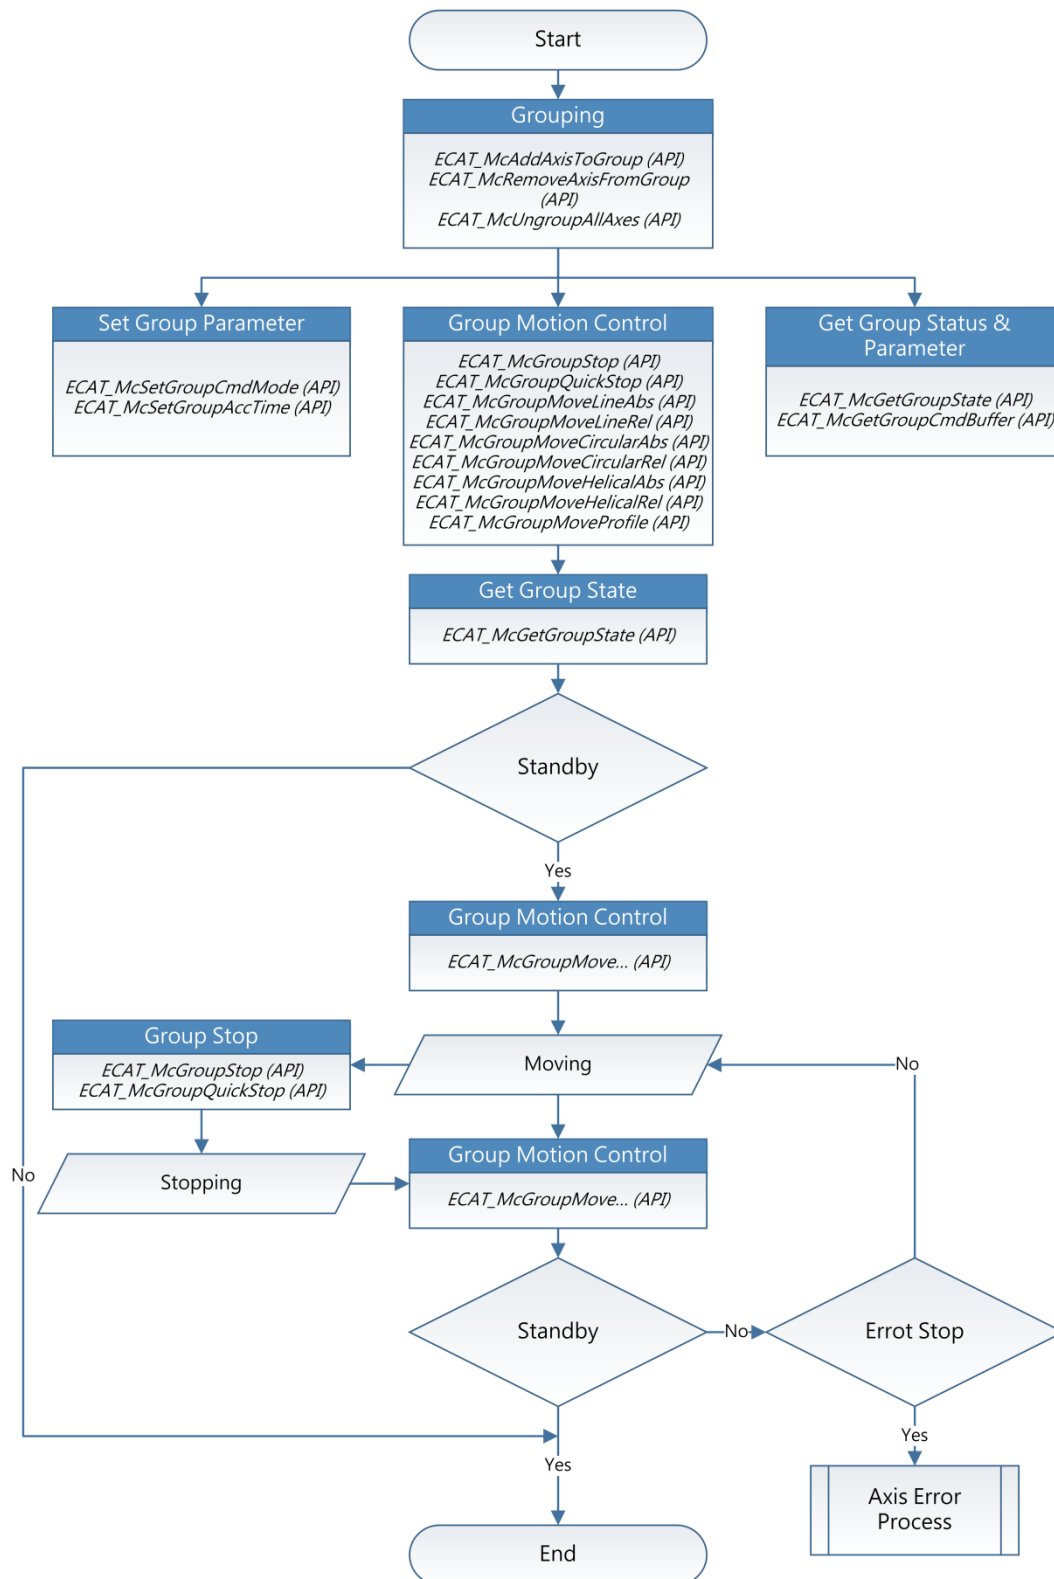 Start
Grouping
ECAT_McAddAxisToGroup (API)
ECAT_McRemoveAxisFromGroup
(API)
ECAT_McUngroupAllAxes (API)
Set Group Parameter
ECAT_McSetGroupCmdMode (API)
ECAT_McSetGroupAccTime (API)
Group Motion Control
ECAT_McGroupStop (API)
ECAT_McGroupQuickStop (API)
ECAT_McGroupMoveLineAbs (API)
ECAT_McGroupMoveLineRel (API)
ECAT_McGroupMoveCircularAbs (API)
ECAT_McGroupMoveCircularRel (API)
ECAT_McGroupMoveHelicalAbs (API)
ECAT_McGroupMoveHelicalRel (API)
ECAT_McGroupMoveProfile (API)
Get Group Status &
Parameter
ECAT_McGetGroupState (API)
ECAT_McGetGroupCmdBuffer (API)
Get Group State
ECAT_McGetGroupState (API)
Standby
Yes
Group Motion Control
ECAT_McGroupMove... (API)
Moving
No
Group Stop
ECAT_McGroupStop (API)
ECAT_McGroupQuickStop (API)
No
Stopping
Group Motion Control
ECAT_McGroupMove... (API)
Standby
No
Errot Stop
Yes
Yes
Axis Error
Process
End